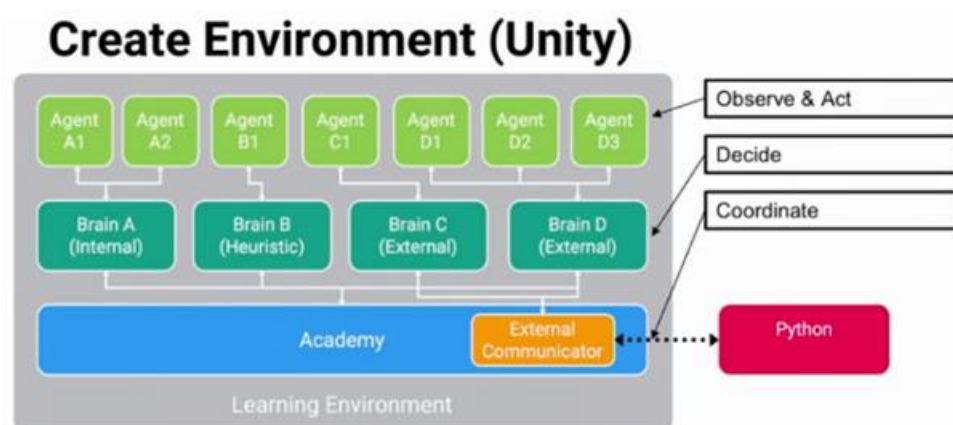 Create Environment (Unity)
Agent
A1
Agent
A2
Agent
B1
Agent
C1
Agent
D1
Agent
D2
Agent
D3
Observe & Act
Decide
Coordinate
Brain A
(Internal)
Brain B
(Heuristic)
Brain C
(External)
Brain D
(External)
Academy
External
Communicator
Python
Learning Environment